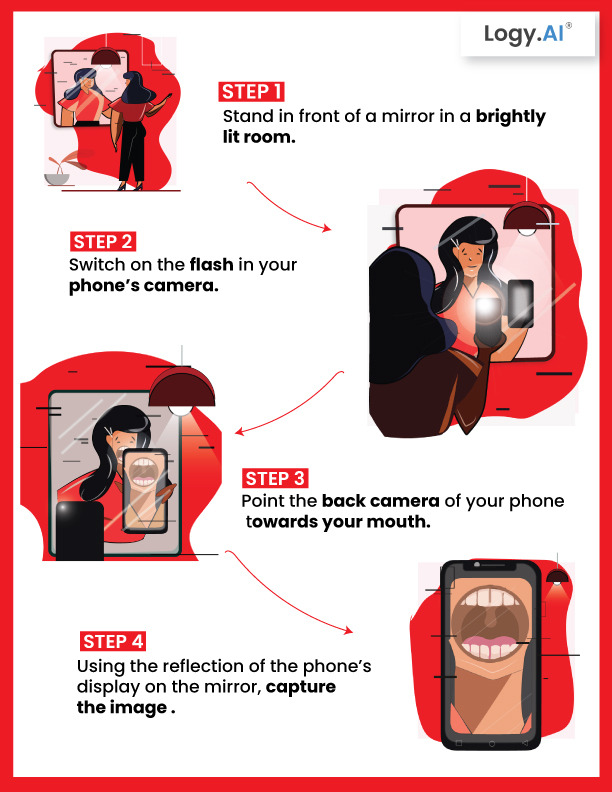 Logy.AI®
STEP 1
Stand in front of a mirror in a brightly
lit room.
STEP 2
Switch on the flash in your
phone's camera.
STEP 3
Point the back camera of your phone
towards your mouth.
STEP 4
Using the reflection of the phone's
display on the mirror, capture
the image .